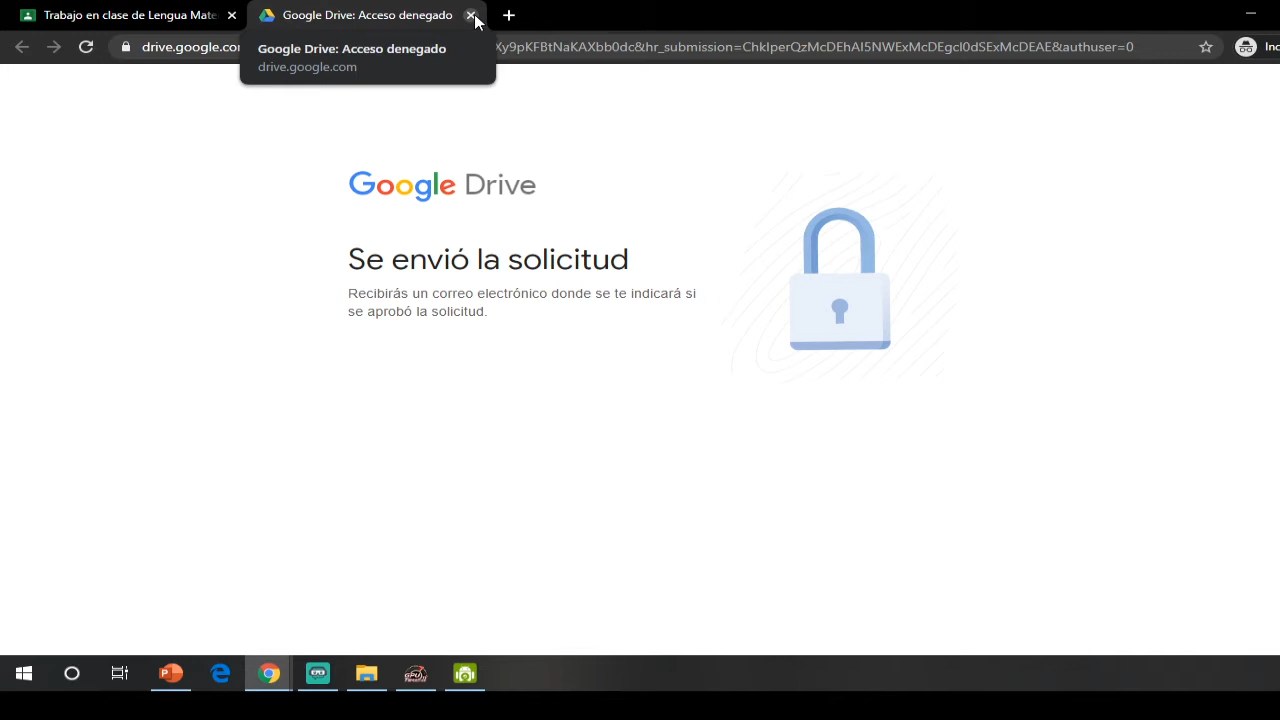 Trabajo en clase de Lengua Mate
Google Drive: Acceso denegado
drive.google.co
Xy9pKFBtNaKAXbb0dc&hr_submission=ChkIperQzMcDEhAI5NWExMcDEgcI0dSExMcDEAE&authuser=0
Inc
Google Drive: Acceso denegado
drive.google.com
Google Drive
Se envió la solicitud
Recibirás un correo electrónico donde se te indicará si
se aprobó la solicitud.